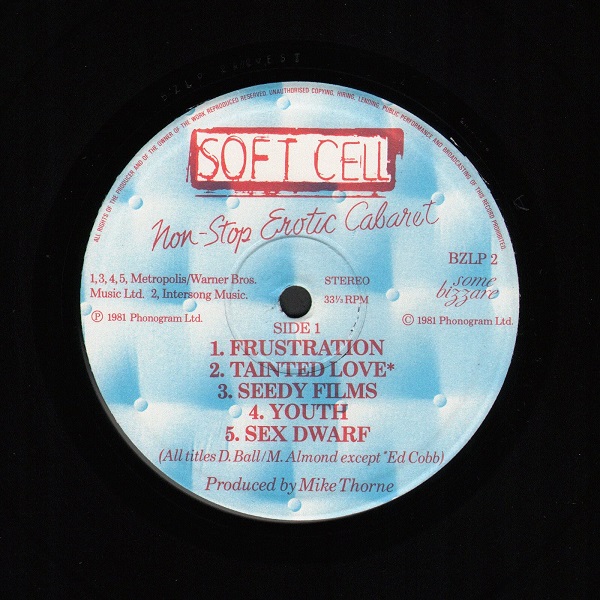 ALL RIGHTS OF THE PRODUCER AND OF THE OWNER OF THE WORK REPRODUCED RESERVED. UNAUTHORISED COPYING, HIRING, LENDING, PUBLIC PERFORMANCE AND BROADCASTING OF THIS RECORD PROHIBITED.
SOFT CELL
Non-Stop Erotic Cabaret
BZLP 2
1,3,4,5, Metropolis/Warner Bros.
Music Ltd. 2, Intersong Music.
STEREO
33⅓ RPM
some
bizzare
Ⓟ 1981 Phonogram Ltd.
© 1981 Phonogram Ltd.
SIDE 1
1. FRUSTRATION
2. TAINTED LOVE*
3. SEEDY FILMS
4. YOUTH
5. SEX DWARF
(All titles D. Ball/M. Almond except *Ed Cobb)
Produced by Mike Thorne